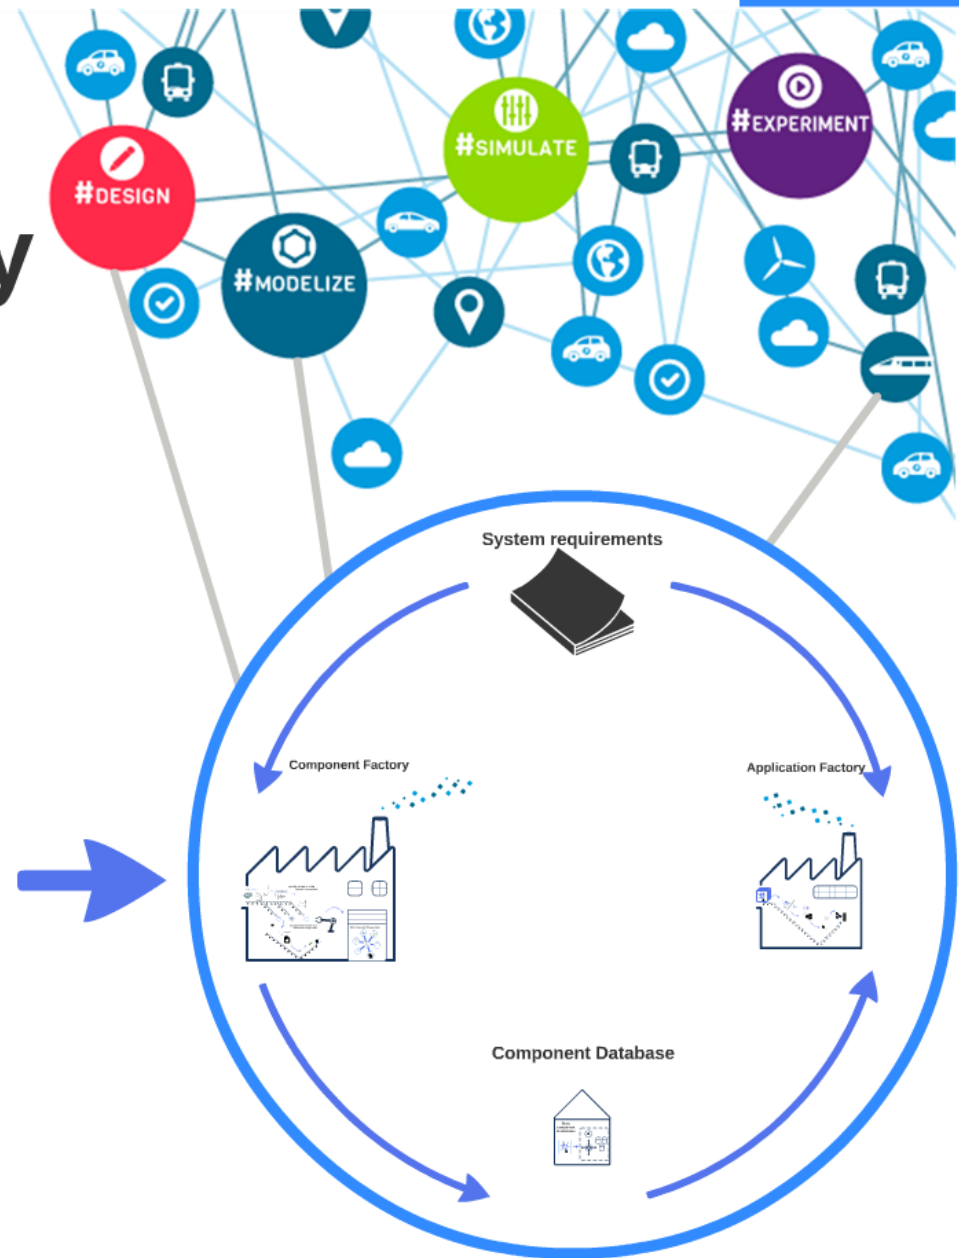 #EXPERIMENT
#SIMULATE
#DESIGN
y
#MODELIZE
System requirements
Component Factory
Application Factory
Component Database